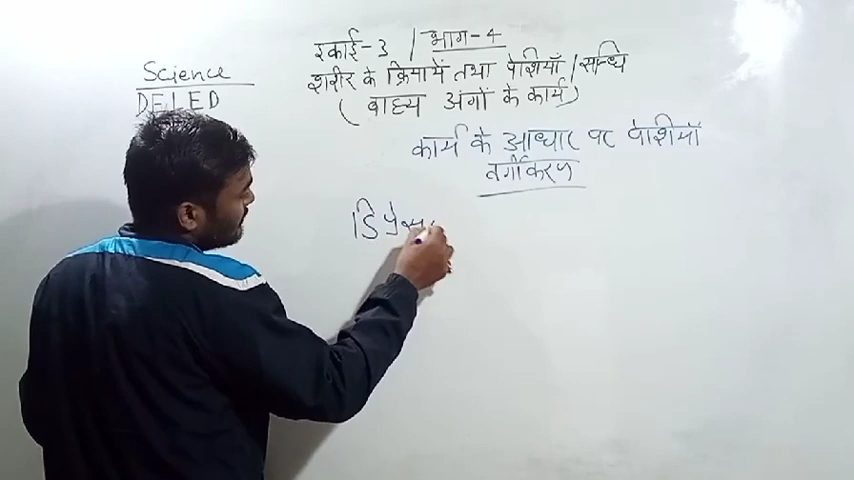 Science
DELED
इकाई-3 / भाग-4
शरीर के क्रियायें तथा पेशियाँ / सन्धि
( वाह्य अंगों के कार्य )
कार्य के आधार पर पेशियों
वर्गीकरण